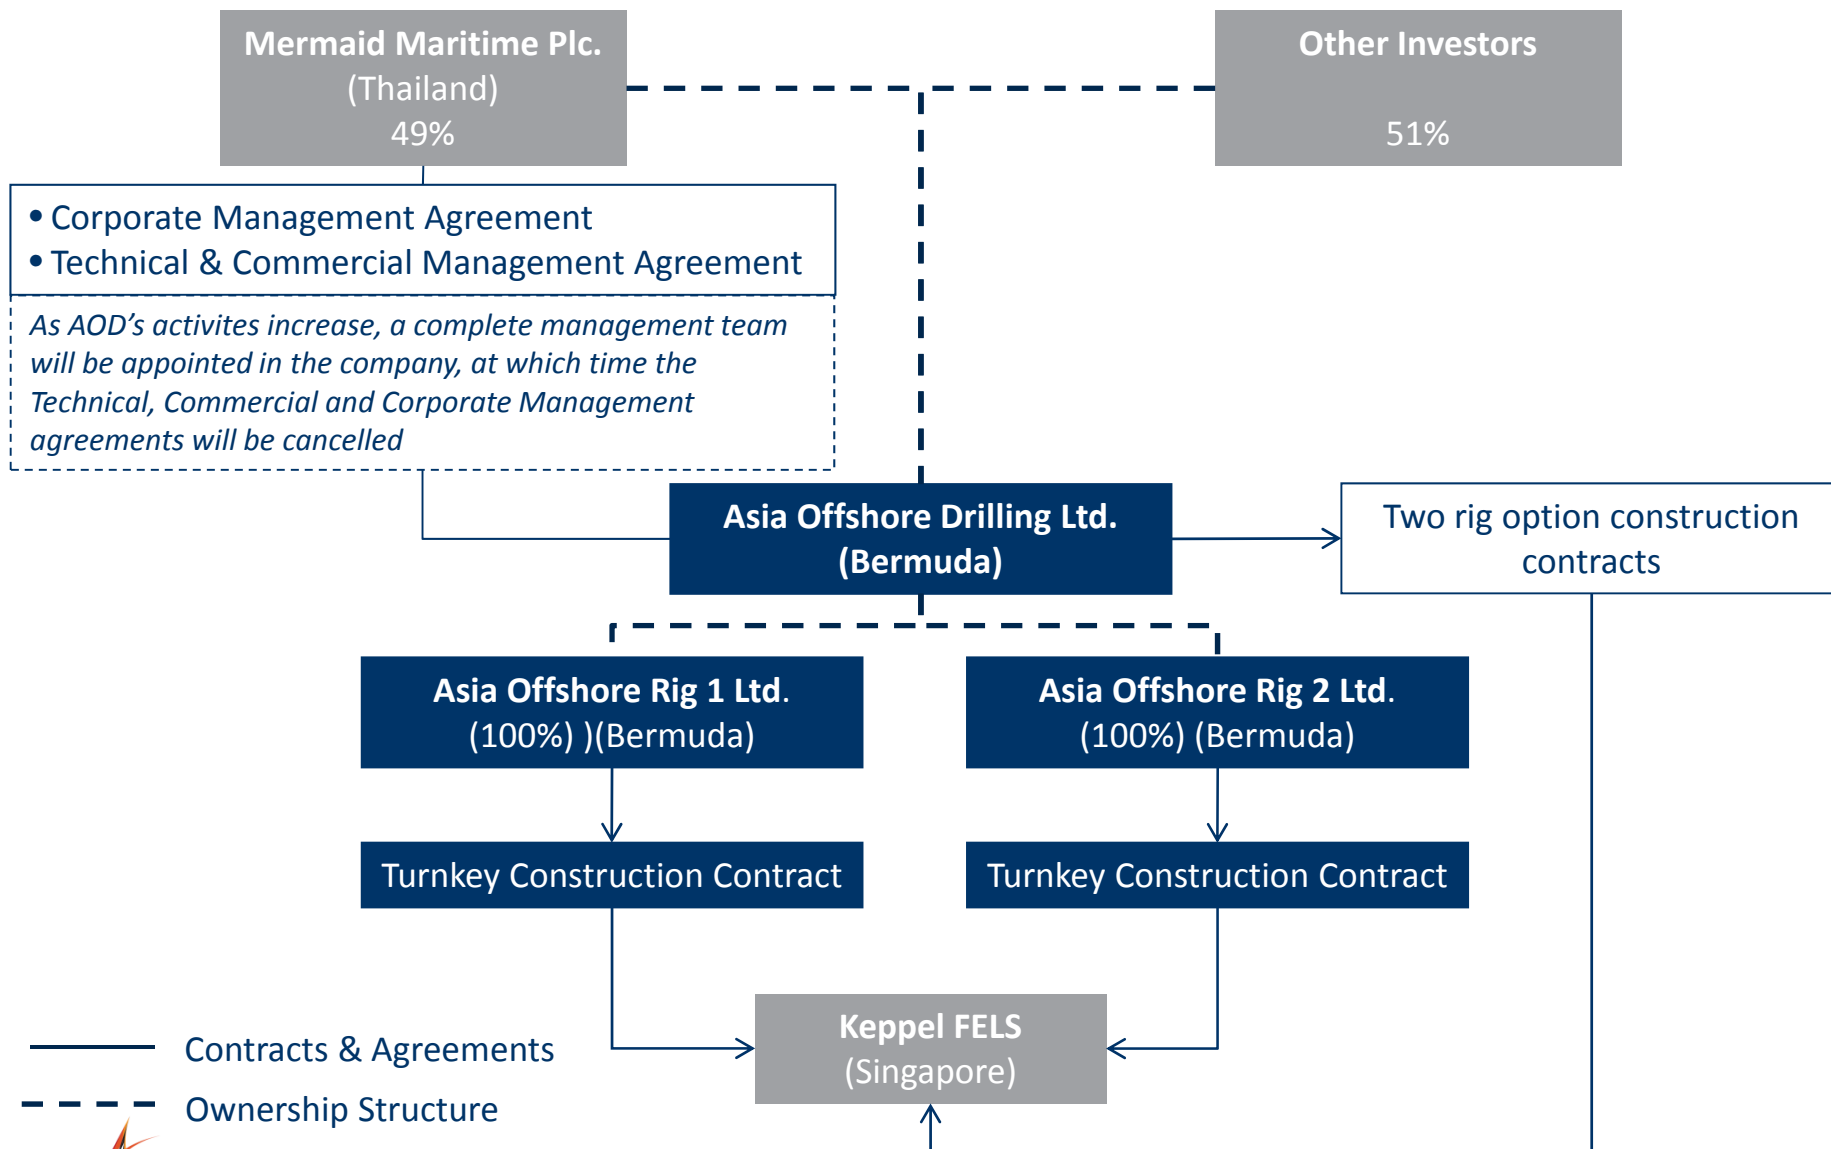 Mermaid Maritime Plc.
(Thailand)
49%
Other Investors
51%
• Corporate Management Agreement
• Technical & Commercial Management Agreement
As AOD’s activites increase, a complete management team
will be appointed in the company, at which time the
Technical, Commercial and Corporate Management
agreements will be cancelled
Asia Offshore Drilling Ltd.
(Bermuda)
Two rig option construction
contracts
Asia Offshore Rig 1 Ltd.
(100%) )(Bermuda)
Asia Offshore Rig 2 Ltd.
(100%) (Bermuda)
Turnkey Construction Contract
Turnkey Construction Contract
Keppel FELS
(Singapore)
Contracts & Agreements
Ownership Structure